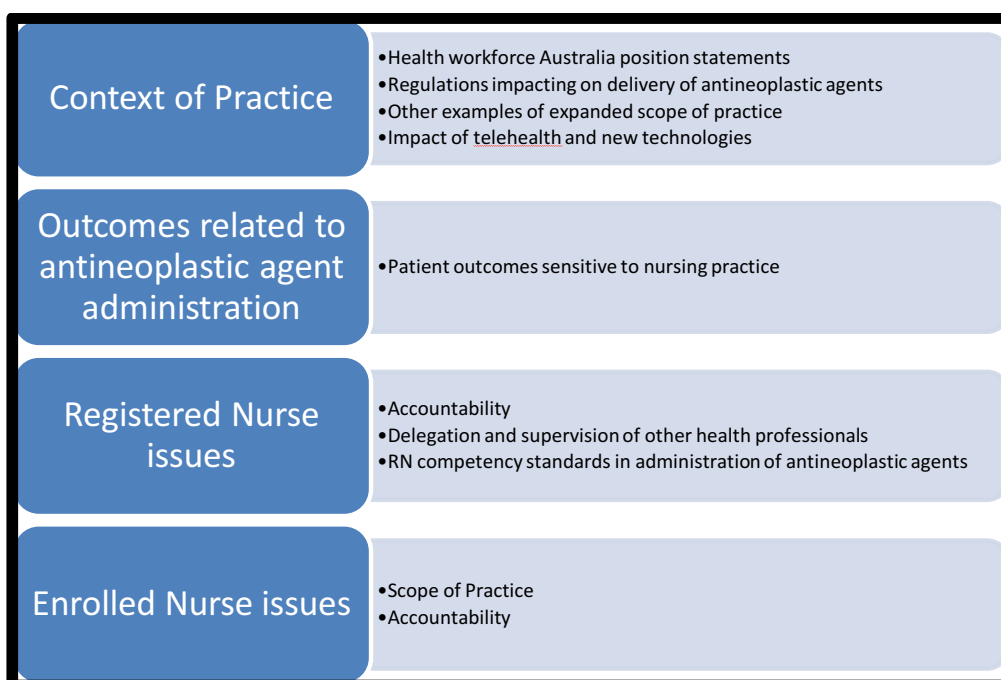 Context of Practice
•Health workforce Australia position statements
•Regulations impacting on delivery of antineoplastic agents
•Other examples of expanded scope of practice
•Impact of telehealth and new technologies
Outcomes related to
antineoplastic agent
administration
•Patient outcomes sensitive to nursing practice
Registered Nurse
issues
•Accountability
•Delegation and supervision of other health professionals
•RN competency standards in administration of antineoplastic agents
Enrolled Nurse issues
•Scope of Practice
•Accountability